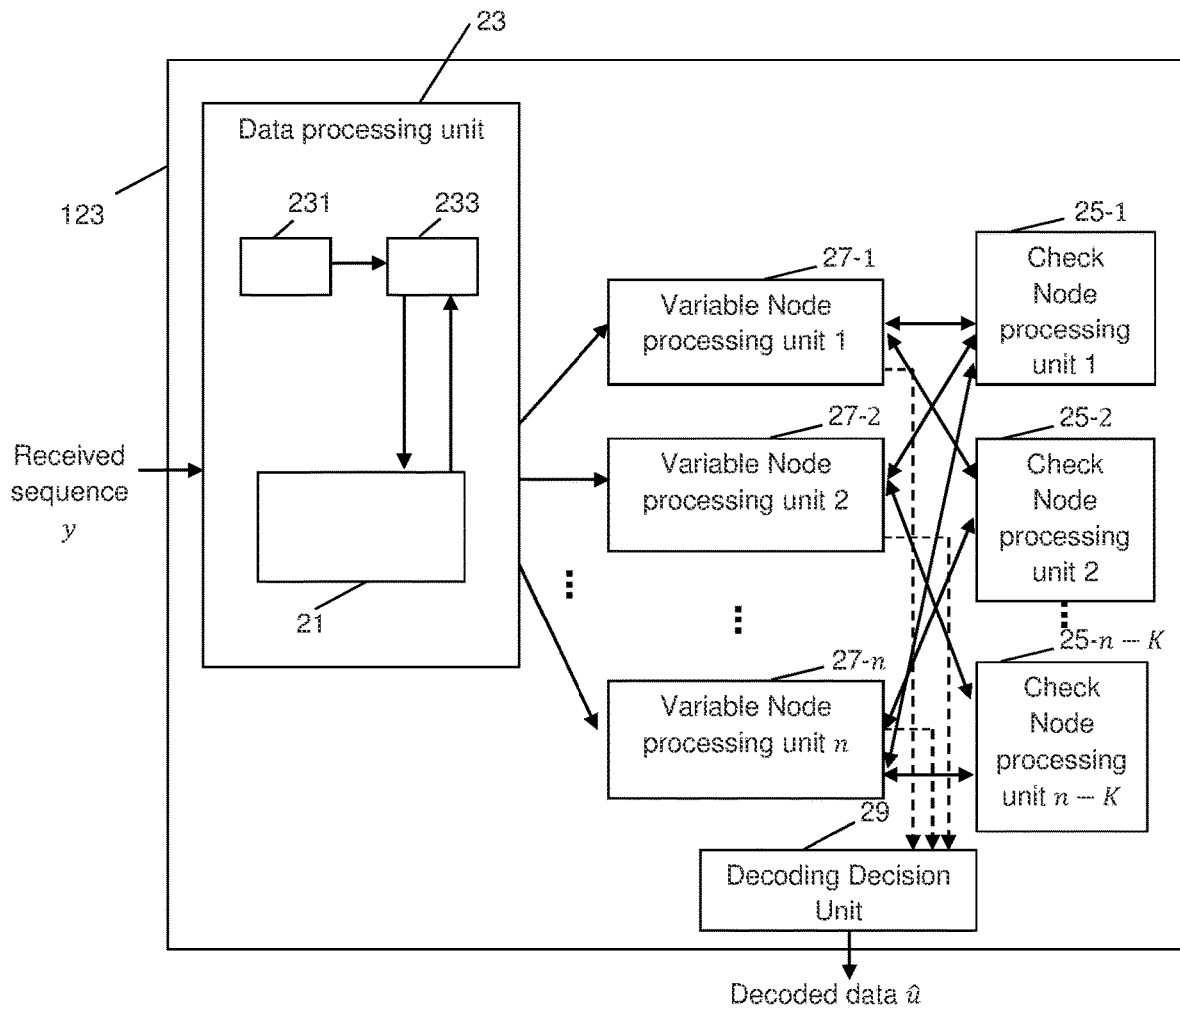 23
Data processing unit
123
231
233
21
Received
sequence
y
27-1
Variable Node
processing unit 1
27-2
Variable Node
processing unit 2
27-n
Variable Node
processing unit n
25-1
Check
Node
processing
unit 1
25-2
Check
Node
processing
unit 2
25-n − K
Check
Node
processing
unit n − K
29
Decoding Decision
Unit
Decoded data û